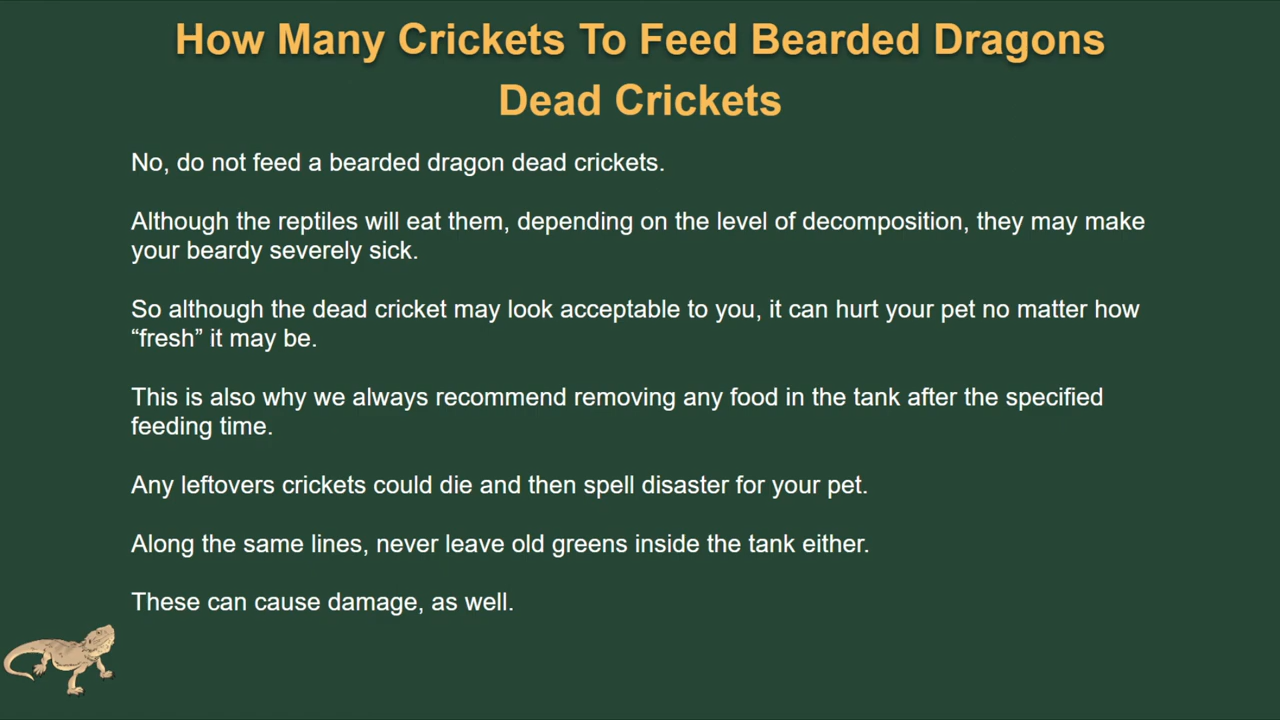 How Many Crickets To Feed Bearded Dragons
Dead Crickets
No, do not feed a bearded dragon dead crickets.
Although the reptiles will eat them, depending on the level of decomposition, they may make
your beardy severely sick.
So although the dead cricket may look acceptable to you, it can hurt your pet no matter how
“fresh” it may be.
This is also why we always recommend removing any food in the tank after the specified
feeding time.
Any leftovers crickets could die and then spell disaster for your pet.
Along the same lines, never leave old greens inside the tank either.
These can cause damage, as well.